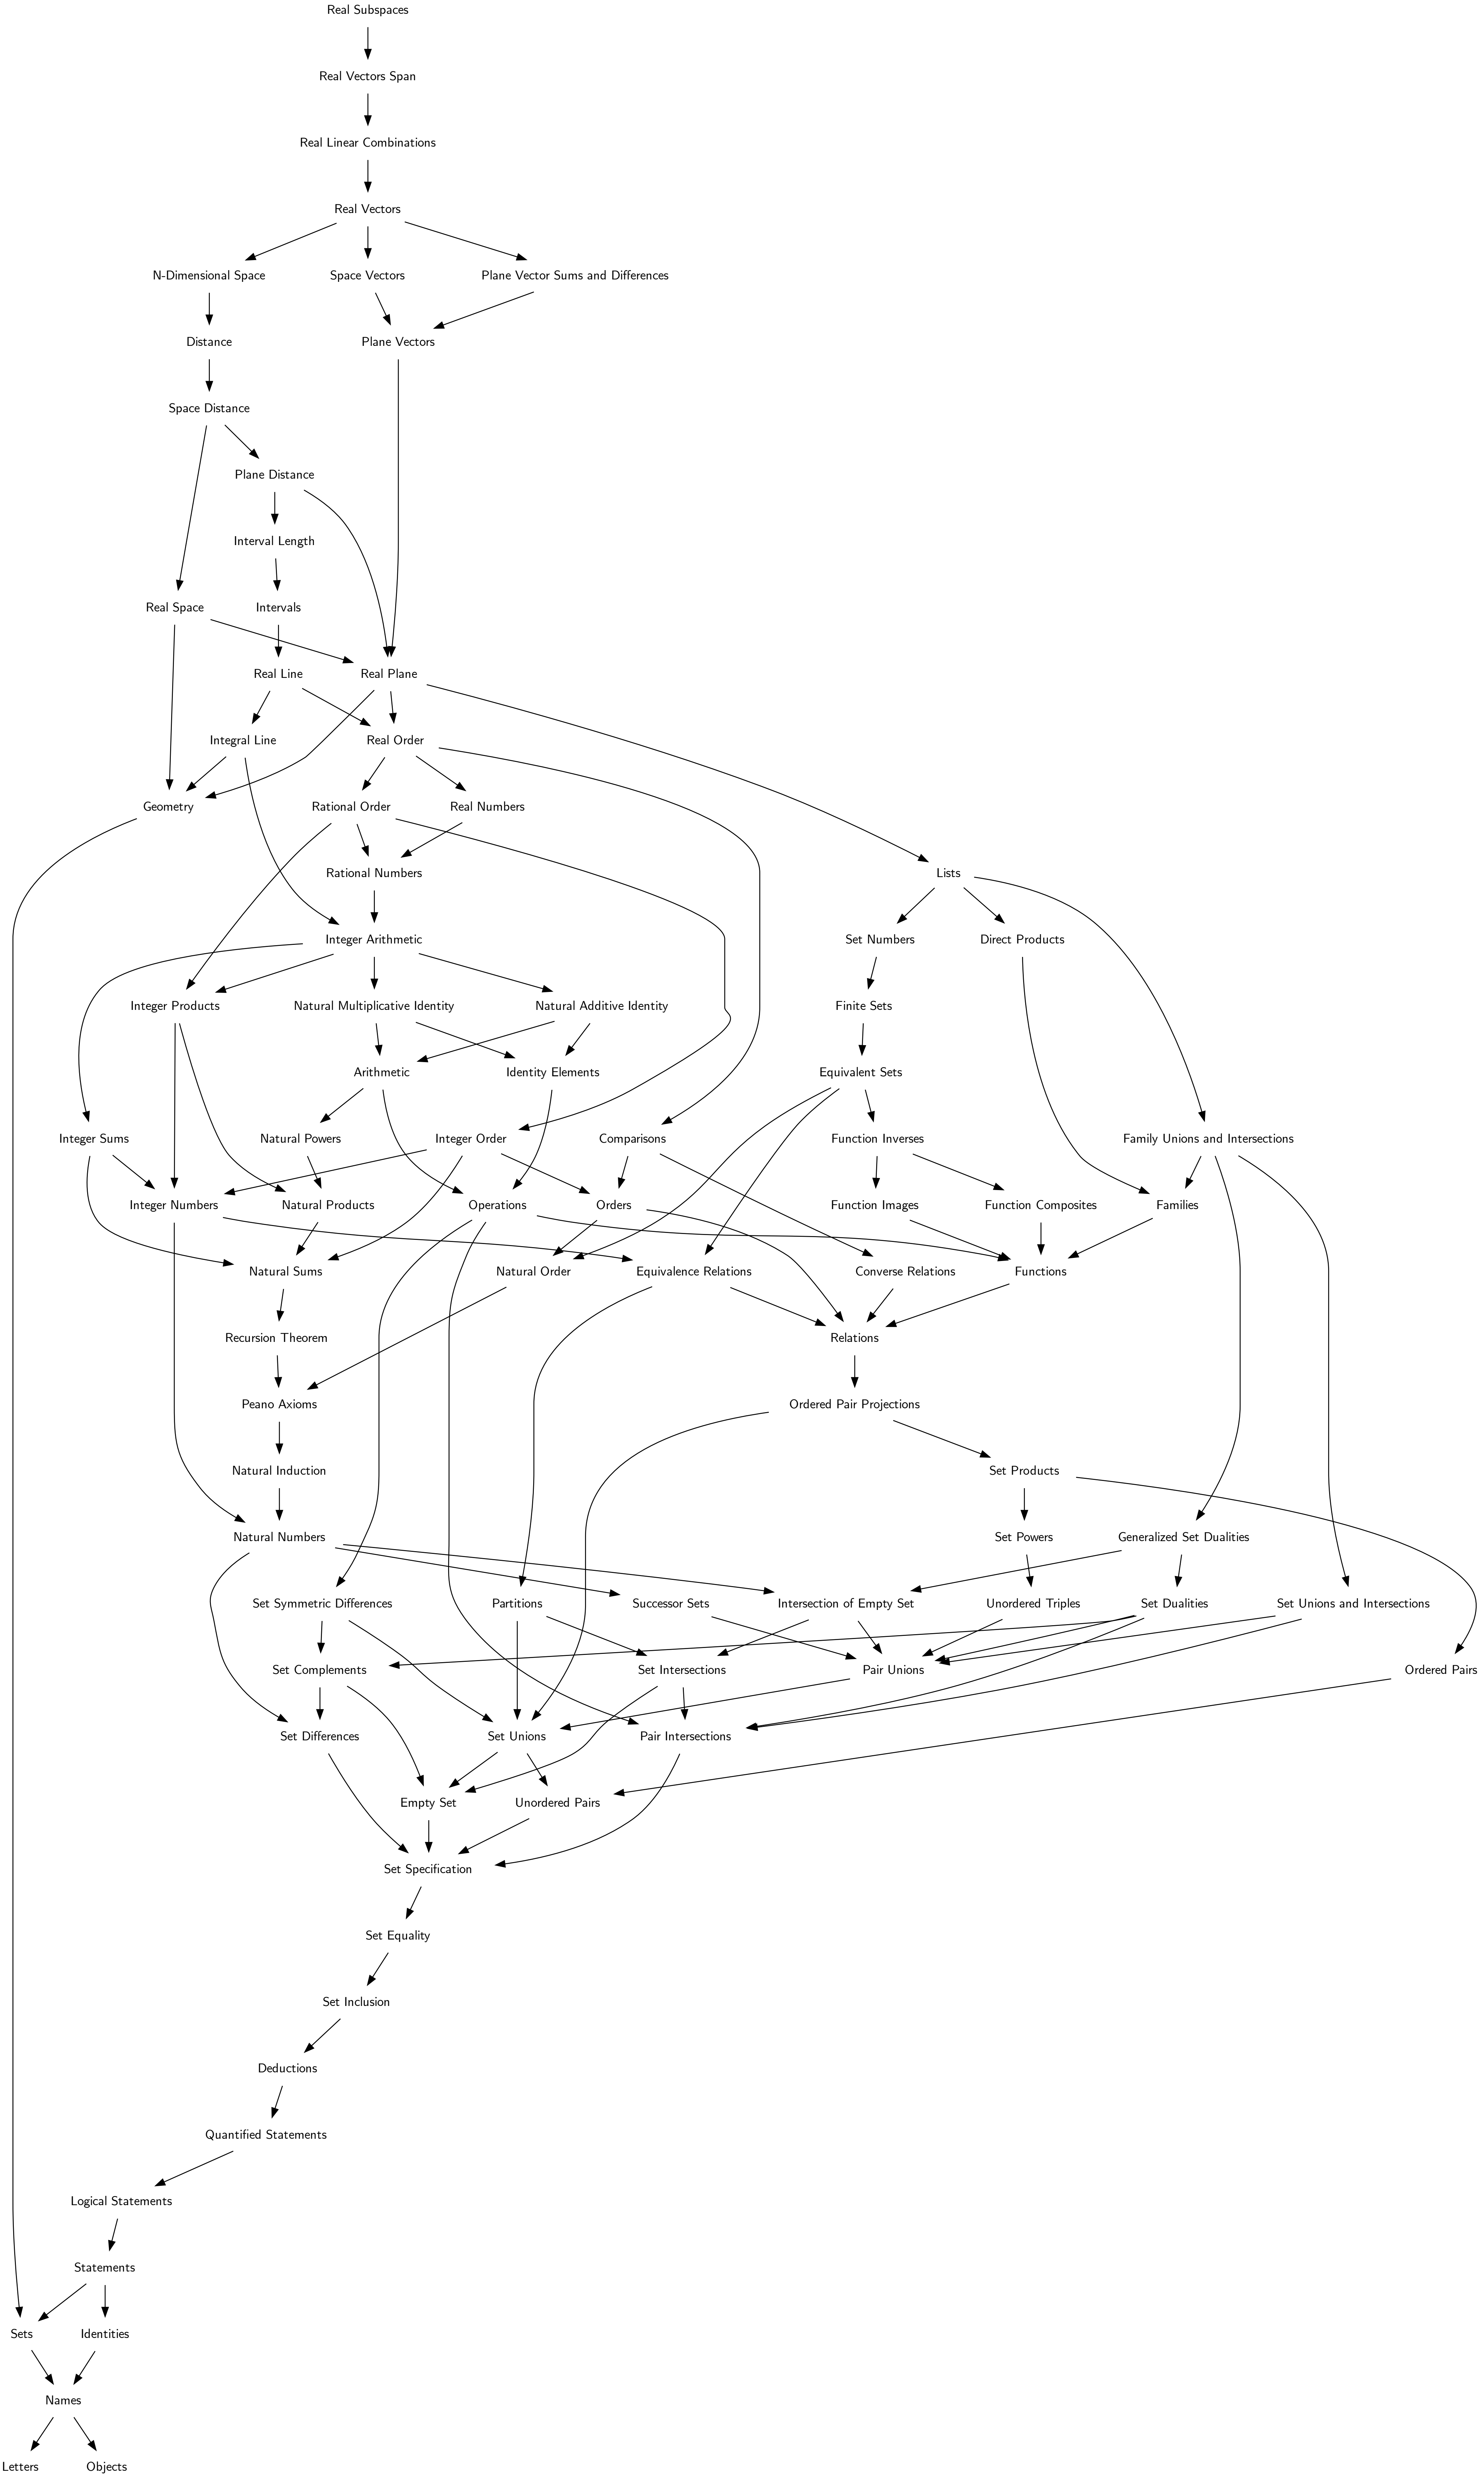 Real Subspaces
Real Vectors Span
Real Linear Combinations
Real Vectors
N-Dimensional Space
Space Vectors
Plane Vector Sums and Differences
Distance
Plane Vectors
Space Distance
Plane Distance
Interval Length
Real Space
Intervals
Real Line
Real Plane
Integral Line
Real Order
Geometry
Rational Order
Real Numbers
Rational Numbers
Lists
Integer Arithmetic
Set Numbers
Direct Products
Integer Products
Natural Multiplicative Identity
Natural Additive Identity
Finite Sets
Arithmetic
Identity Elements
Equivalent Sets
Integer Sums
Natural Powers
Integer Order
Comparisons
Function Inverses
Family Unions and Intersections
Integer Numbers
Natural Products
Operations
Orders
Function Images
Function Composites
Families
Natural Sums
Natural Order
Equivalence Relations
Converse Relations
Functions
Recursion Theorem
Relations
Peano Axioms
Ordered Pair Projections
Natural Induction
Set Products
Natural Numbers
Set Powers
Generalized Set Dualities
Set Symmetric Differences
Partitions
Successor Sets
Intersection of Empty Set
Unordered Triples
Set Dualities
Set Unions and Intersections
Set Complements
Set Intersections
Pair Unions
Ordered Pairs
Set Differences
Set Unions
Pair Intersections
Empty Set
Unordered Pairs
Set Specification
Set Equality
Set Inclusion
Deductions
Quantified Statements
Logical Statements
Statements
Sets
Identities
Names
Letters
Objects